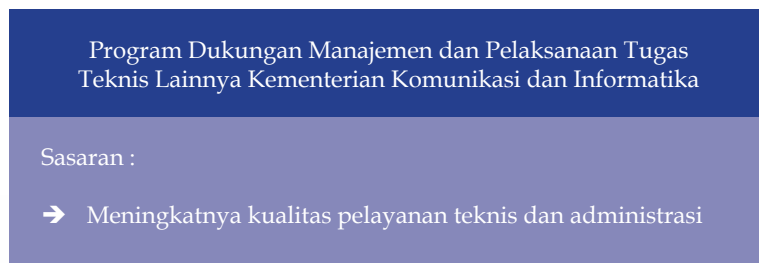 Program Dukungan Manajemen dan Pelaksanaan Tugas
Teknis Lainnya Kementerian Komunikasi dan Informatika
Sasaran :
➔ Meningkatnya kualitas pelayanan teknis dan administrasi